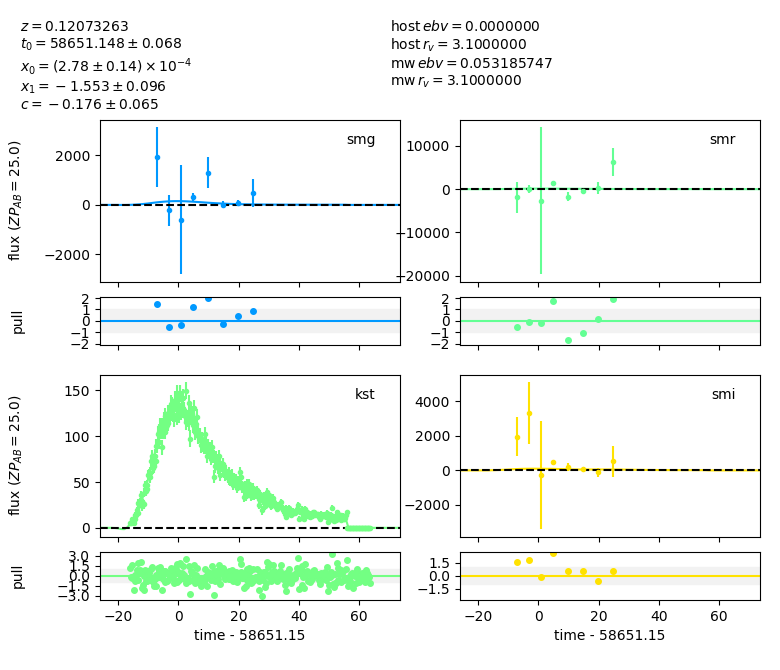 z = 0.12073263
t₀ = 58651.148 ± 0.068
x₀ = (2.78 ± 0.14) × 10⁻⁴
x₁ = −1.553 ± 0.096
c = −0.176 ± 0.065
host ebv = 0.0000000
host r_v = 3.1000000
mw ebv = 0.053185747
mw r_v = 3.1000000
smg
flux (ZP_AB = 25.0)
2000
0
−2000
smr
10000
0
−10000
−20000
pull
2
1
0
−1
−2
2
1
0
−1
−2
kst
flux (ZP_AB = 25.0)
150
100
50
0
smi
4000
2000
0
−2000
pull
3.0
1.5
0.0
−1.5
−3.0
1.5
0.0
−1.5
−20 0 20 40 60
time - 58651.15
−20 0 20 40 60
time - 58651.15